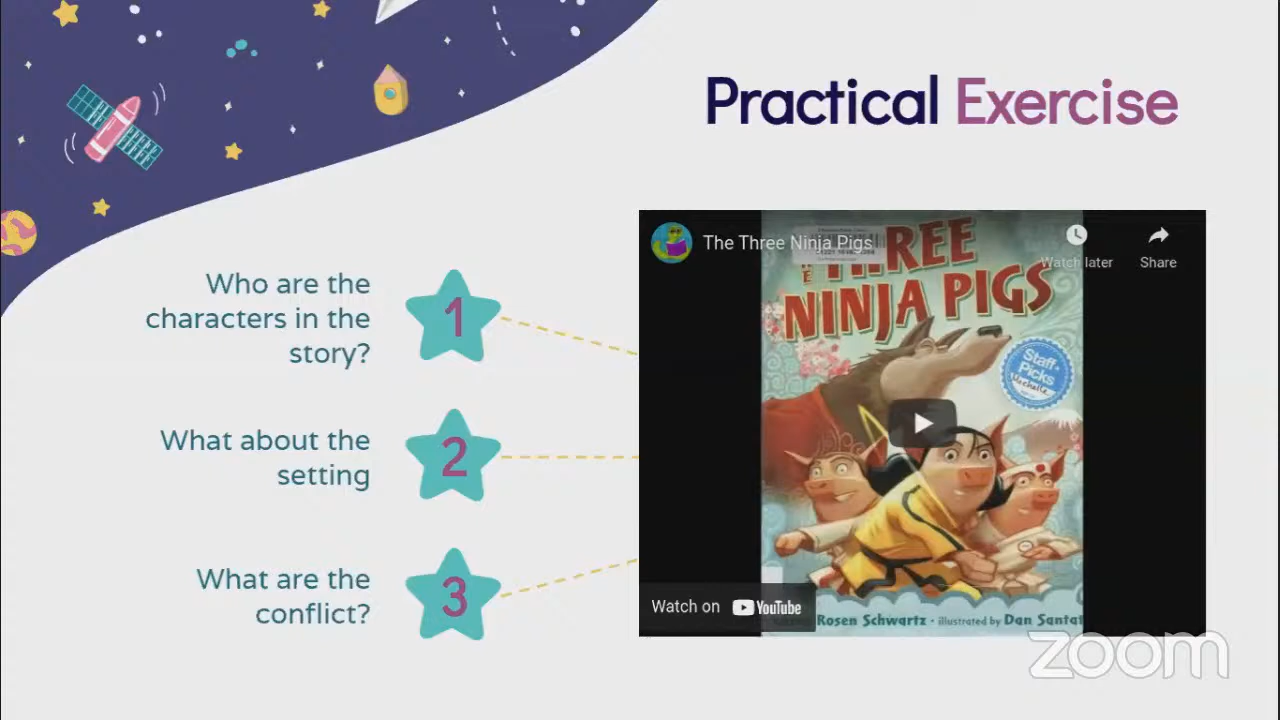 Practical Exercise
Who are the
characters in the
story?
1
What about the
setting
2
What are the
conflict?
3
The Three Ninja Pigs
Watch later
Share
THREE
NINJA PIGS
Staff
Picks
Michelle
Watch on YouTube
Rosen Schwartz · illustrated by Dan Santat
zoom